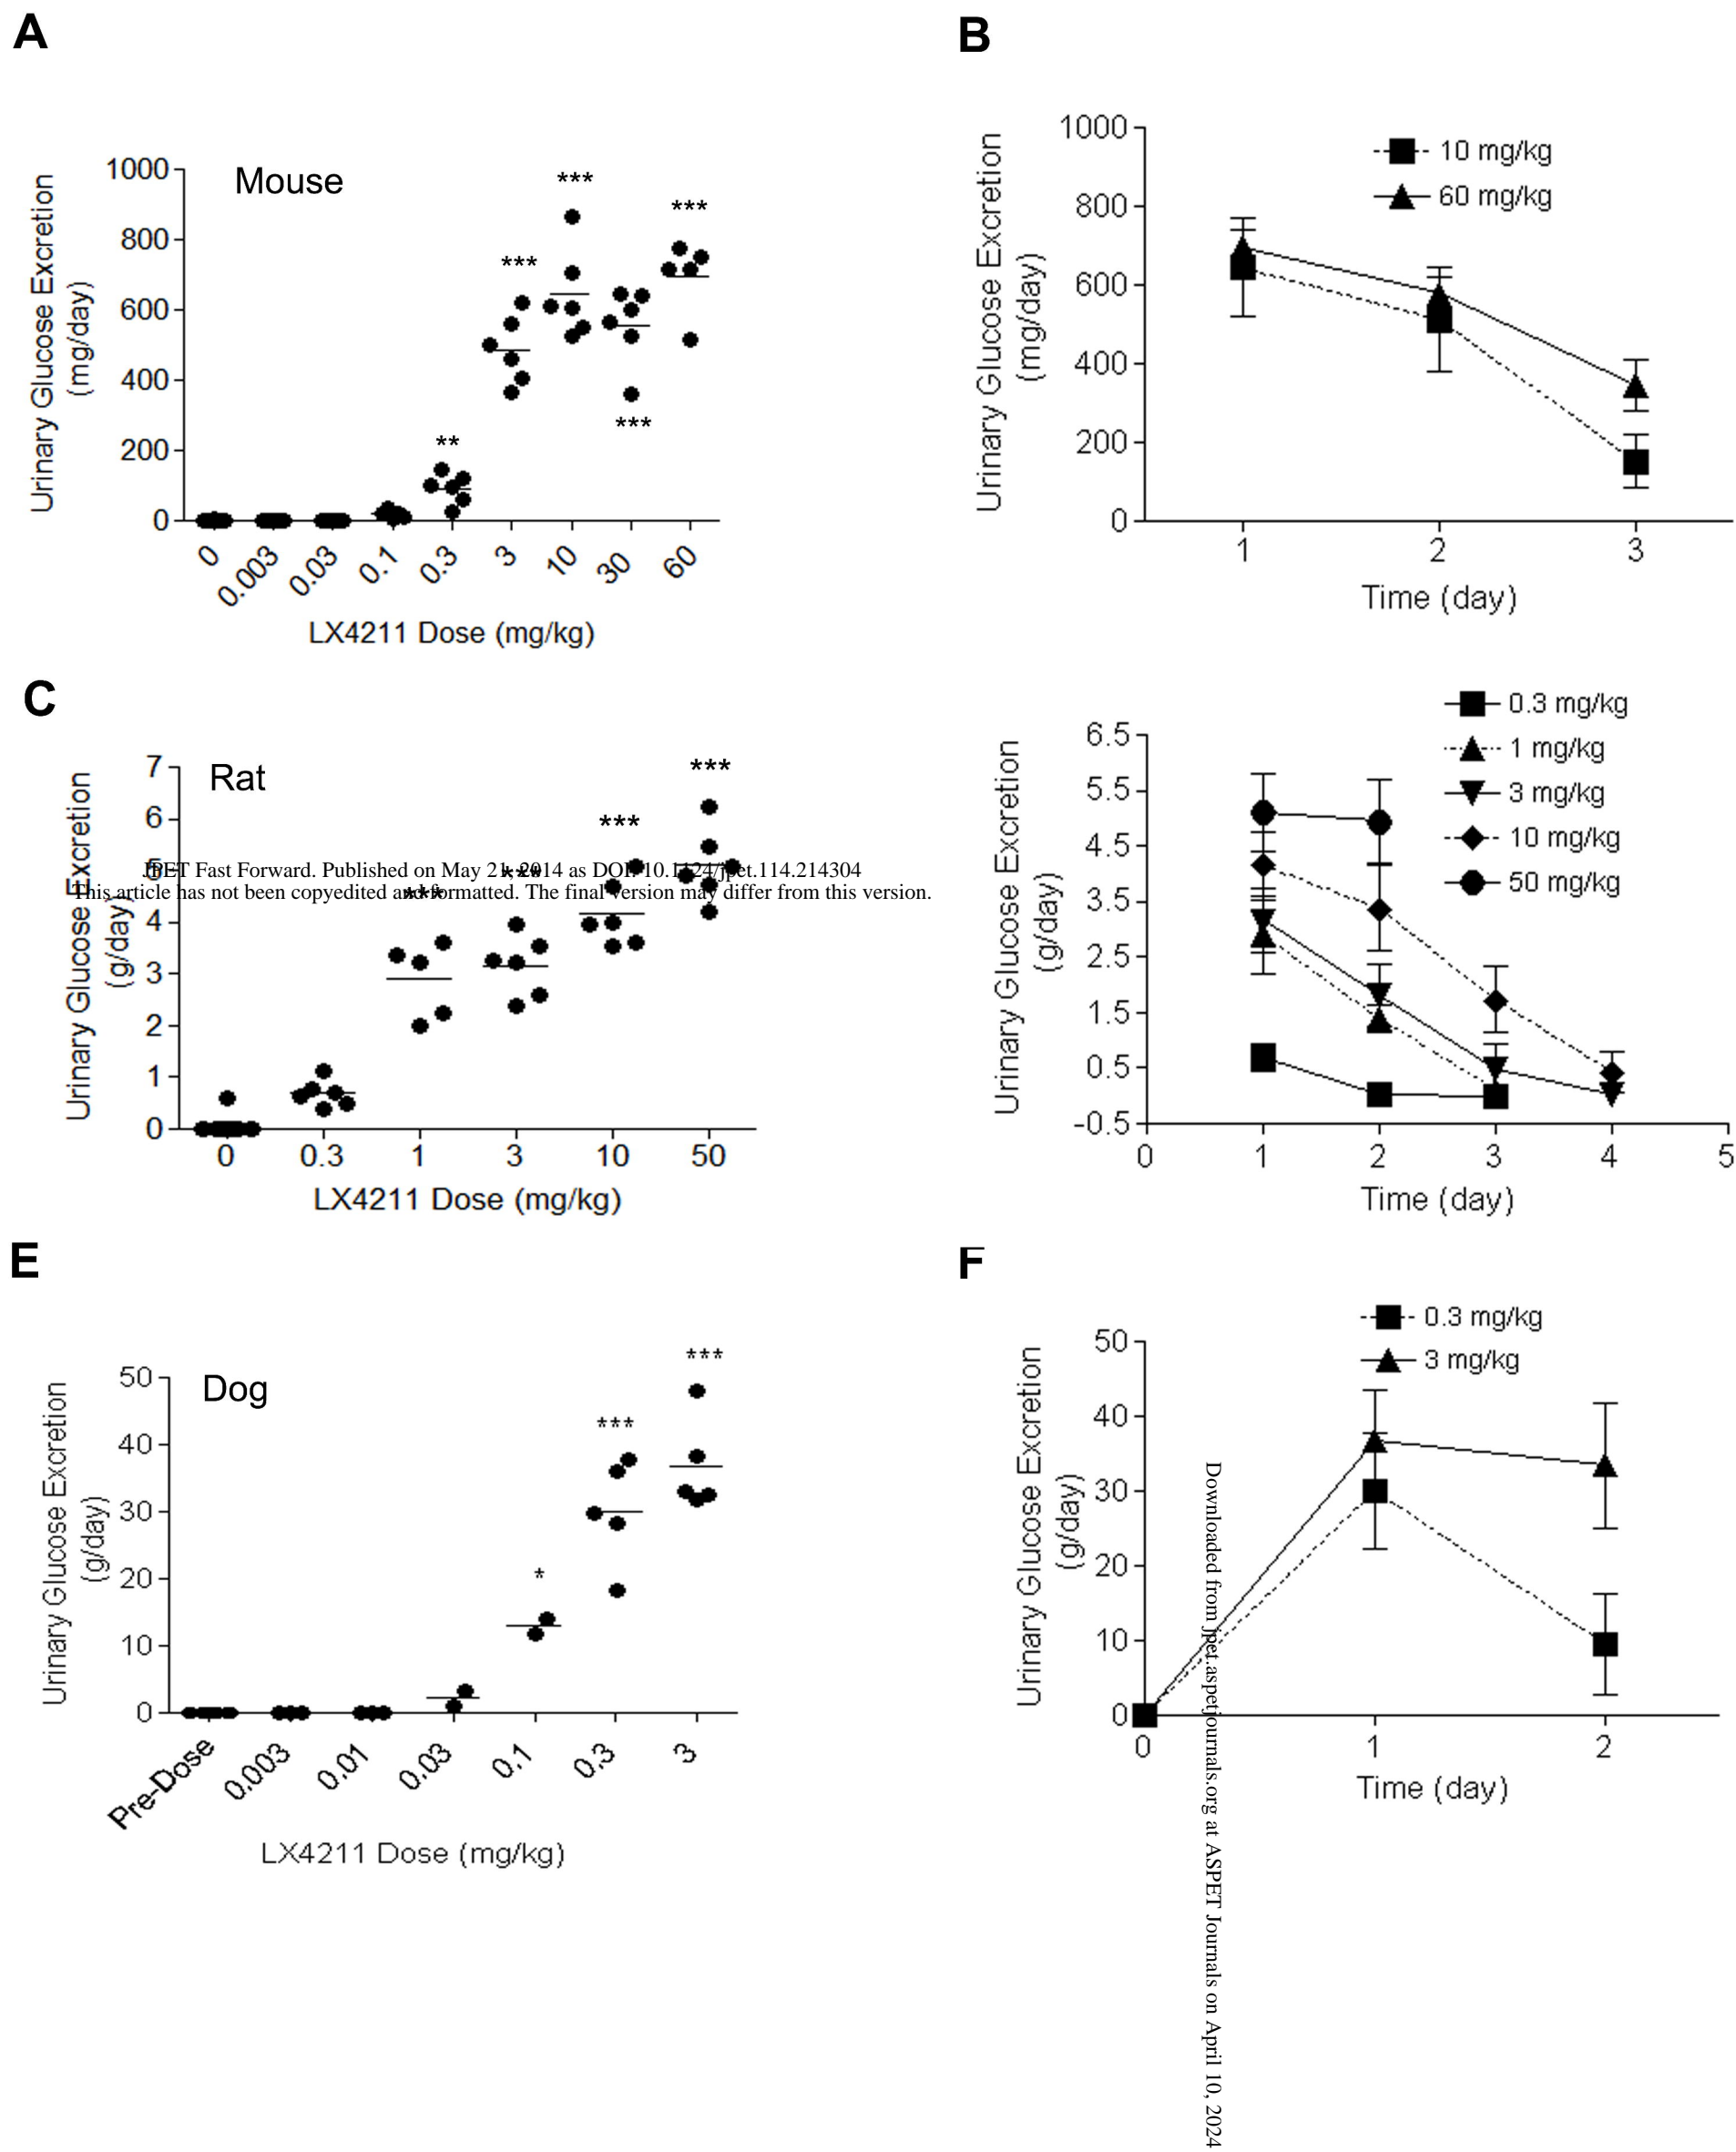 A
Mouse
Urinary Glucose Excretion
(mg/day)
1000
800
600
400
200
0
***
***
***
***
**
0
0.003
0.03
0.1
0.3
3
10
30
60
LX4211 Dose (mg/kg)
B
10 mg/kg
60 mg/kg
Urinary Glucose Excretion
(mg/day)
1000
800
600
400
200
0
1
2
3
Time (day)
C
Rat
Urinary Glucose Excretion
(g/day)
7
6
5
4
3
2
1
0
***
***
***
***
JPET Fast Forward. Published on May 21, 2014 as DOI: 10.1124/jpet.114.214304
This article has not been copyedited and formatted. The final version may differ from this version.
0
0.3
1
3
10
50
LX4211 Dose (mg/kg)
0.3 mg/kg
1 mg/kg
3 mg/kg
10 mg/kg
50 mg/kg
Urinary Glucose Excretion
(g/day)
6.5
5.5
4.5
3.5
2.5
1.5
0.5
-0.5
0
1
2
3
4
5
Time (day)
E
Dog
Urinary Glucose Excretion
(g/day)
50
40
30
20
10
0
***
***
*
Pre-Dose
0.003
0.01
0.03
0.1
0.3
3
LX4211 Dose (mg/kg)
F
0.3 mg/kg
3 mg/kg
Urinary Glucose Excretion
(g/day)
50
40
30
20
10
0
0
1
2
Time (day)
Downloaded from jpet.aspetjournals.org at ASPET Journals on April 10, 2024